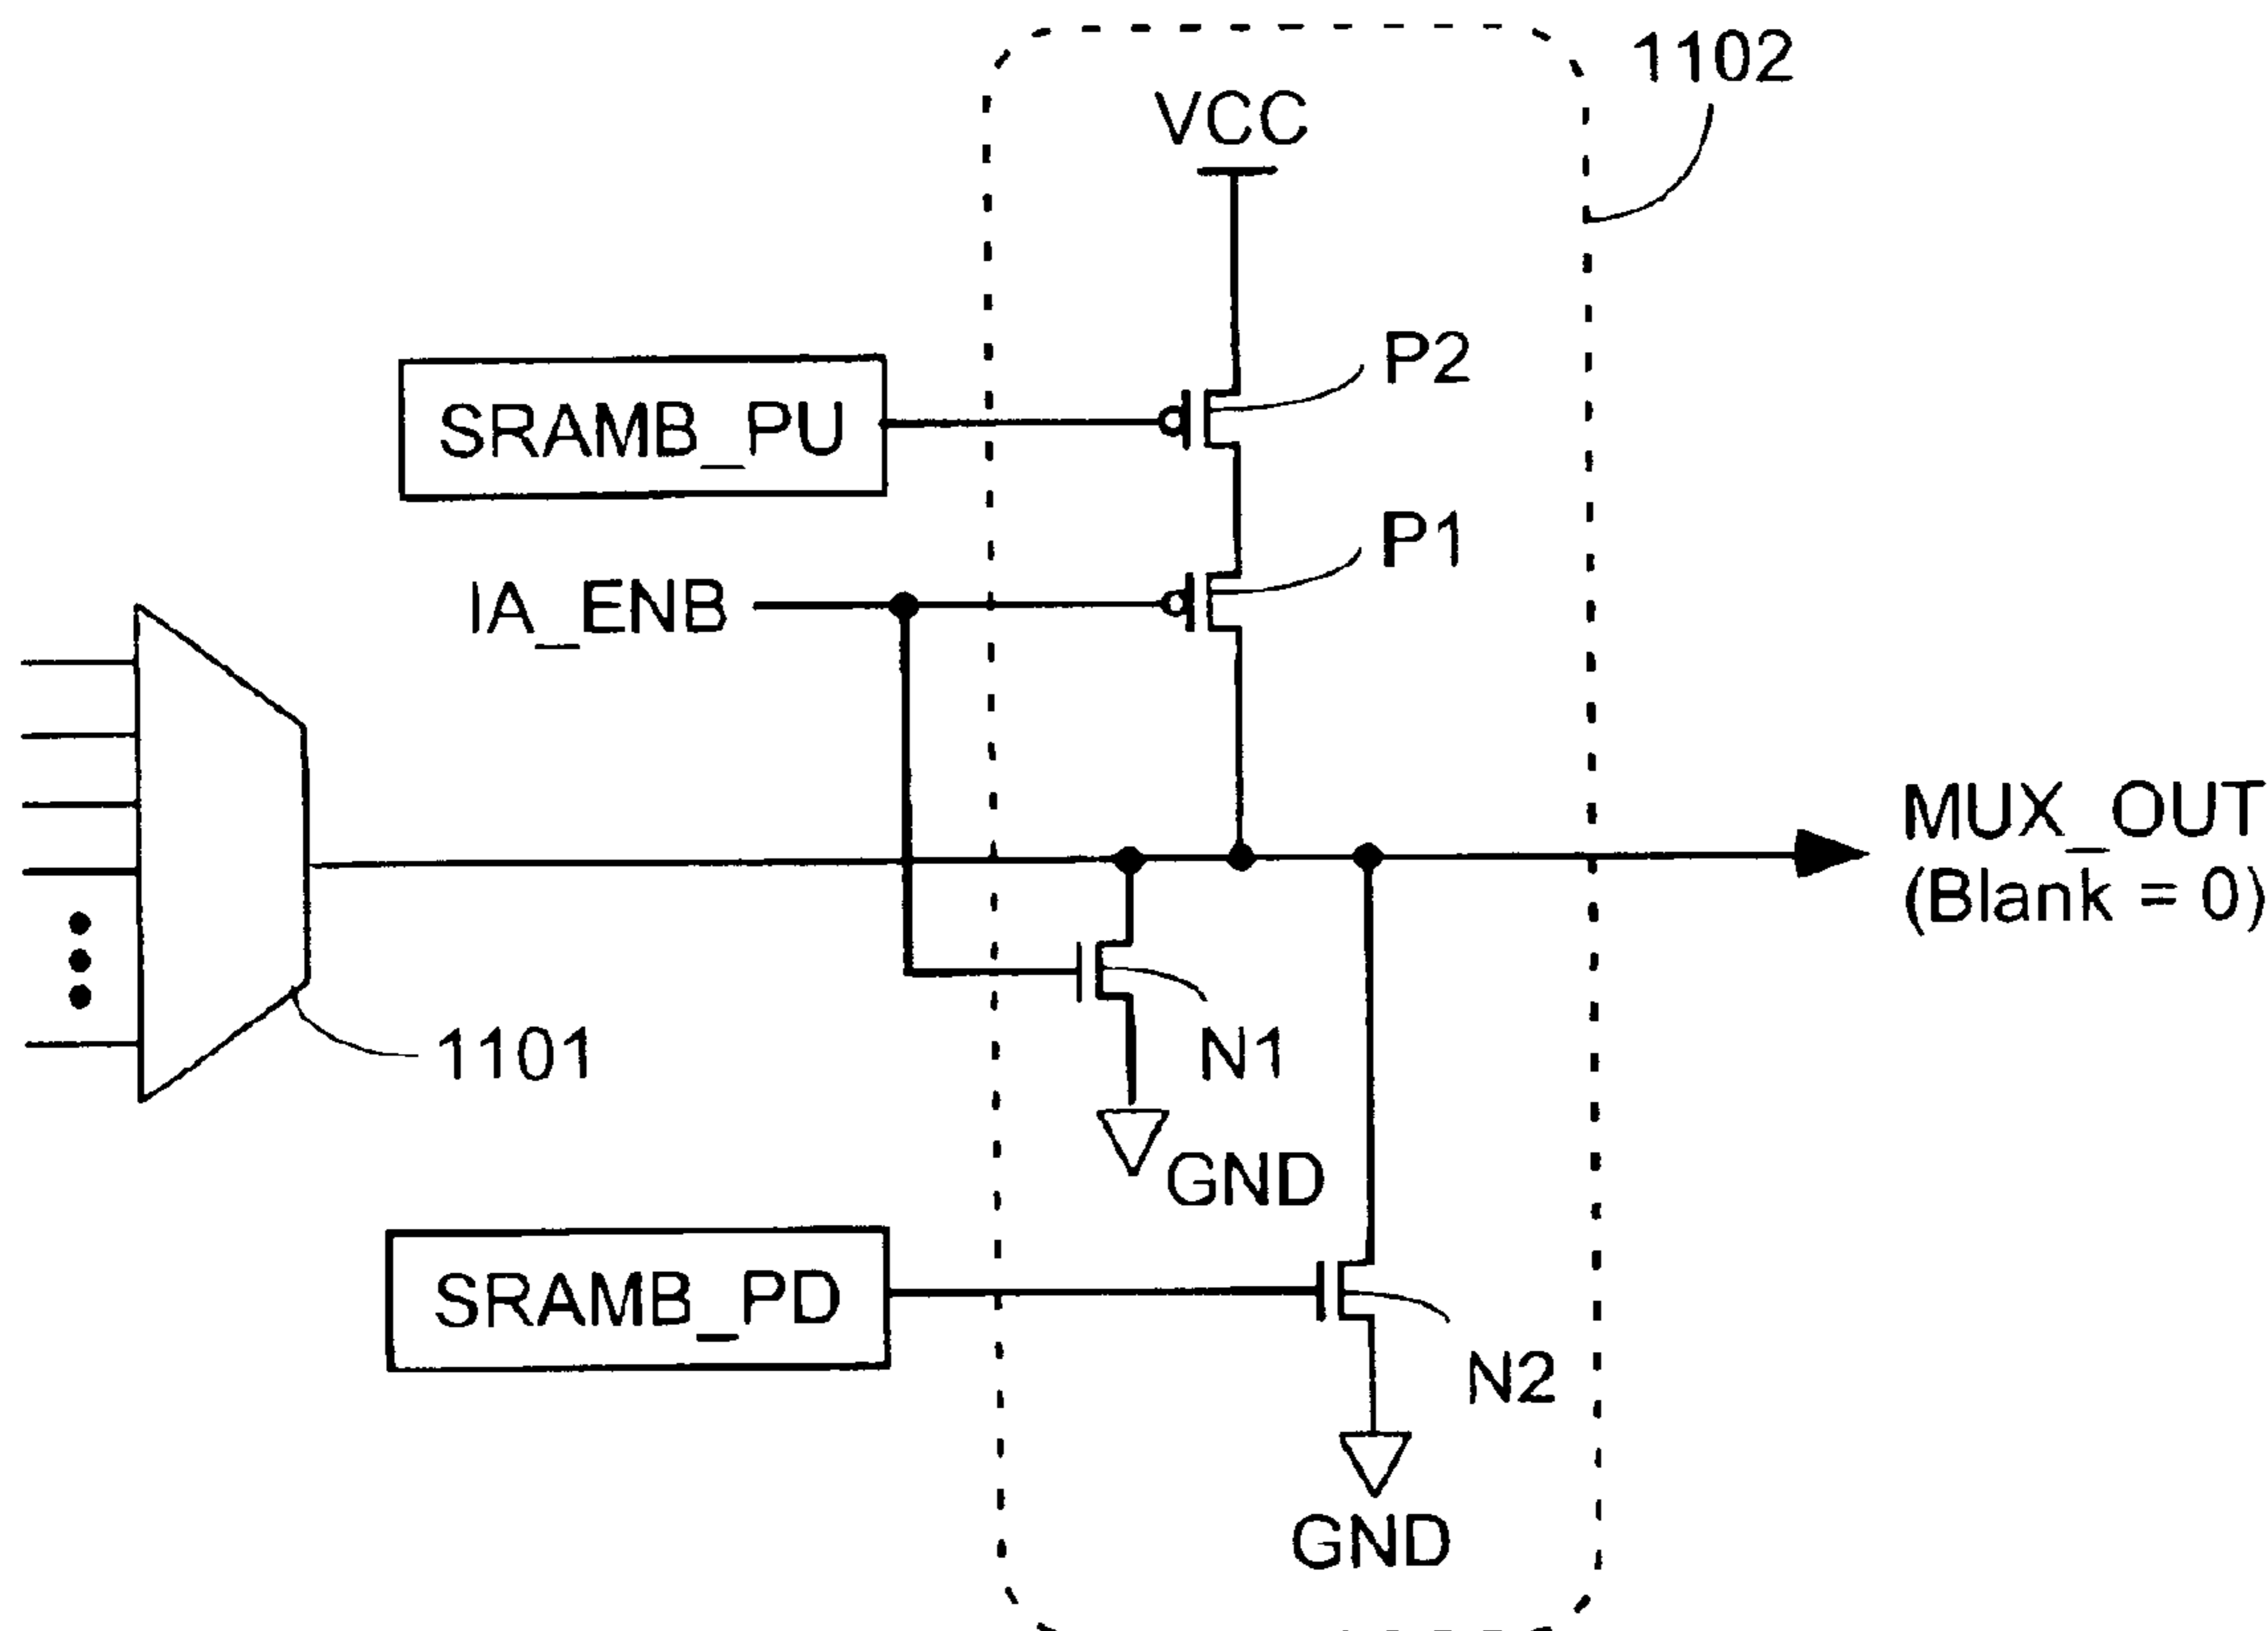 1102
VCC
P2
SRAMB_PU
P1
IA_ENB
MUX_OUT
(Blank = 0)
1101
N1
GND
SRAMB_PD
N2
GND